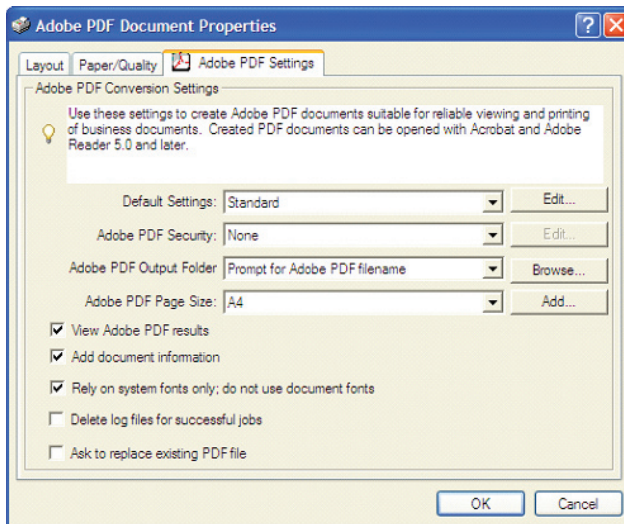 Adobe PDF Document Properties
Layout
Paper/Quality
Adobe PDF Settings
Adobe PDF Conversion Settings
Use these settings to create Adobe PDF documents suitable for reliable viewing and printing
of business documents.  Created PDF documents can be opened with Acrobat and Adobe
Reader 5.0 and later.
Default Settings: Standard Edit...
Adobe PDF Security: None Edit...
Adobe PDF Output Folder Prompt for Adobe PDF filename Browse...
Adobe PDF Page Size: A4 Add...
View Adobe PDF results
Add document information
Rely on system fonts only; do not use document fonts
Delete log files for successful jobs
Ask to replace existing PDF file
OK Cancel